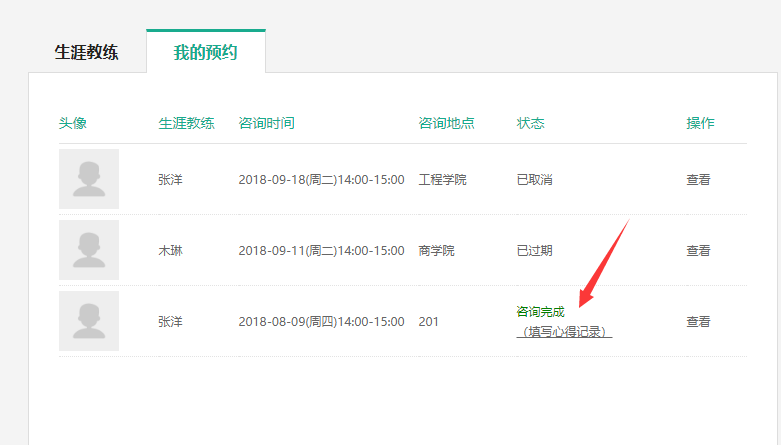 生涯教练 我的预约
头像 生涯教练 咨询时间 咨询地点 状态 操作
张洋 2018-09-18(周二)14:00-15:00 工程学院 已取消 查看
木琳 2018-09-11(周二)14:00-15:00 商学院 已过期 查看
咨询完成
张洋 2018-08-09(周四)14:00-15:00 201 查看
（填写心得记录）